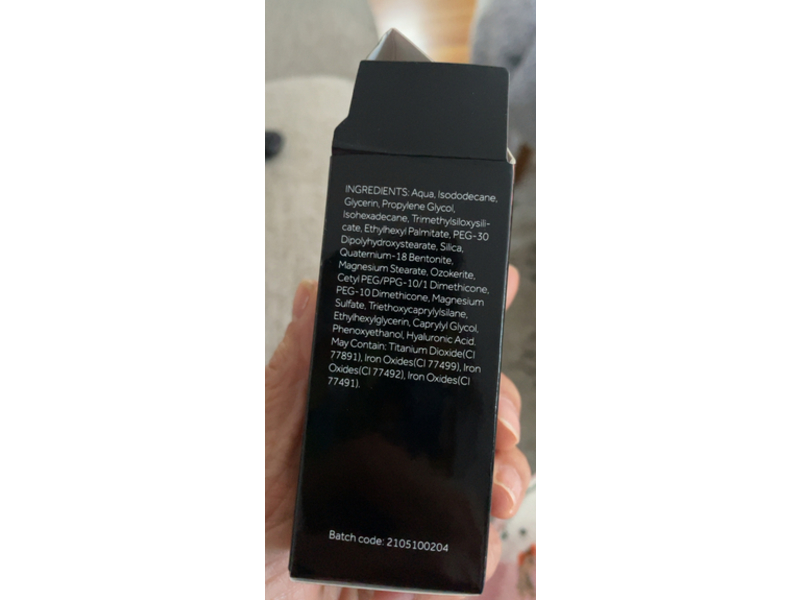 INGREDIENTS: Aqua, Isododecane,
Glycerin, Propylene Glycol,
Isohexadecane, Trimethylsiloxysili-
cate, Ethylhexyl Palmitate, PEG-30
Dipolyhydroxystearate, Silica,
Quaternium-18 Bentonite,
Magnesium Stearate, Ozokerite,
Cetyl PEG/PPG-10/1 Dimethicone,
PEG-10 Dimethicone, Magnesium
Sulfate, Triethoxycaprylylsilane,
Ethylhexylglycerin, Caprylyl Glycol,
Phenoxyethanol, Hyaluronic Acid.
May Contain: Titanium Dioxide(CI
77891), Iron Oxides(CI 77499), Iron
Oxides(CI 77492), Iron Oxides(CI
77491).
Batch code: 2105100204